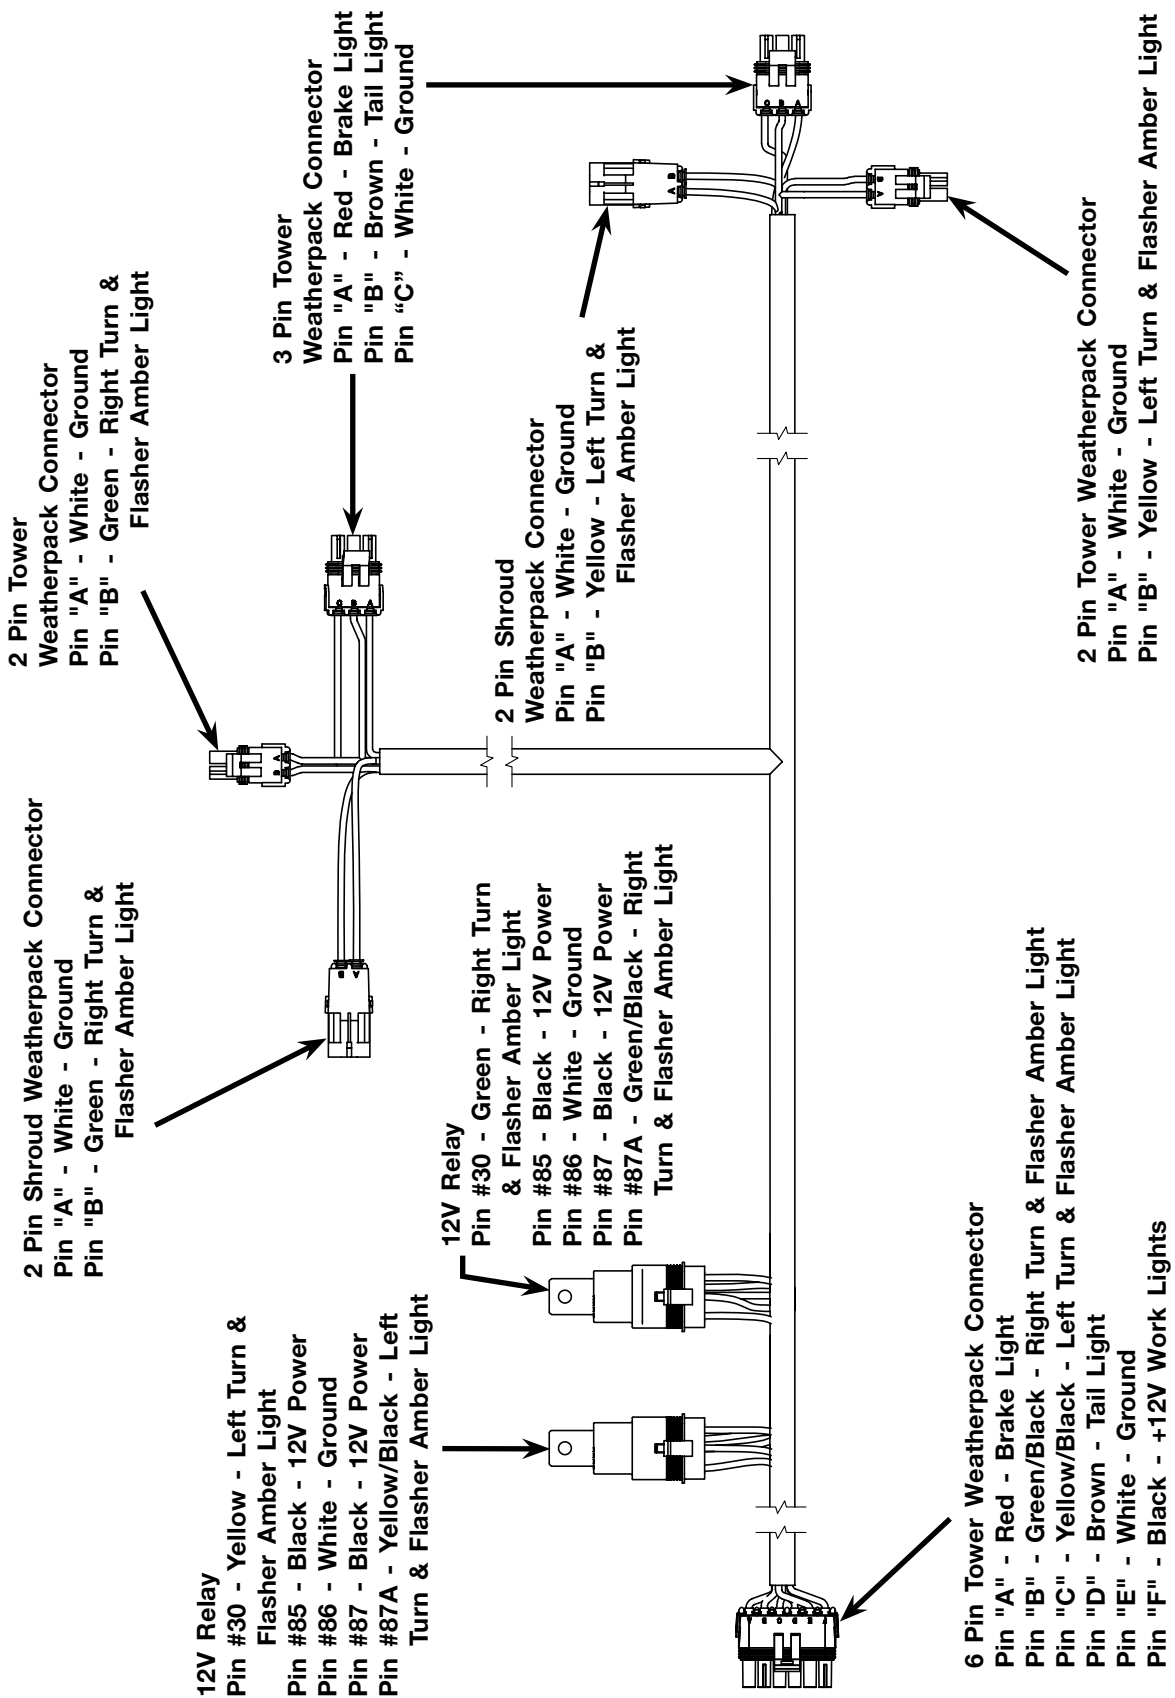 2 Pin Tower
Weatherpack Connector
Pin "A" - White - Ground
Pin "B" - Green - Right Turn &
Flasher Amber Light
3 Pin Tower
Weatherpack Connector
Pin "A" - Red - Brake Light
Pin "B" - Brown - Tail Light
Pin “C” - White - Ground
2 Pin Shroud Weatherpack Connector
Pin "A" - White - Ground
Pin "B" - Green - Right Turn &
Flasher Amber Light
2 Pin Shroud
Weatherpack Connector
Pin "A" - White - Ground
Pin "B" - Yellow - Left Turn &
Flasher Amber Light
12V Relay
Pin #30 - Yellow - Left Turn &
Flasher Amber Light
Pin #85 - Black - 12V Power
Pin #86 - White - Ground
Pin #87 - Black - 12V Power
Pin #87A - Yellow/Black - Left
Turn & Flasher Amber Light
12V Relay
Pin #30 - Green - Right Turn
& Flasher Amber Light
Pin #85 - Black - 12V Power
Pin #86 - White - Ground
Pin #87 - Black - 12V Power
Pin #87A - Green/Black - Right
Turn & Flasher Amber Light
6 Pin Tower Weatherpack Connector
Pin "A" - Red - Brake Light
Pin "B" - Green/Black - Right Turn & Flasher Amber Light
Pin "C" - Yellow/Black - Left Turn & Flasher Amber Light
Pin "D" - Brown - Tail Light
Pin "E" - White - Ground
Pin "F" - Black - +12V Work Lights
2 Pin Tower Weatherpack Connector
Pin "A" - White - Ground
Pin "B" - Yellow - Left Turn & Flasher Amber Light
B A
C B A
B A
A B
C B A
A B